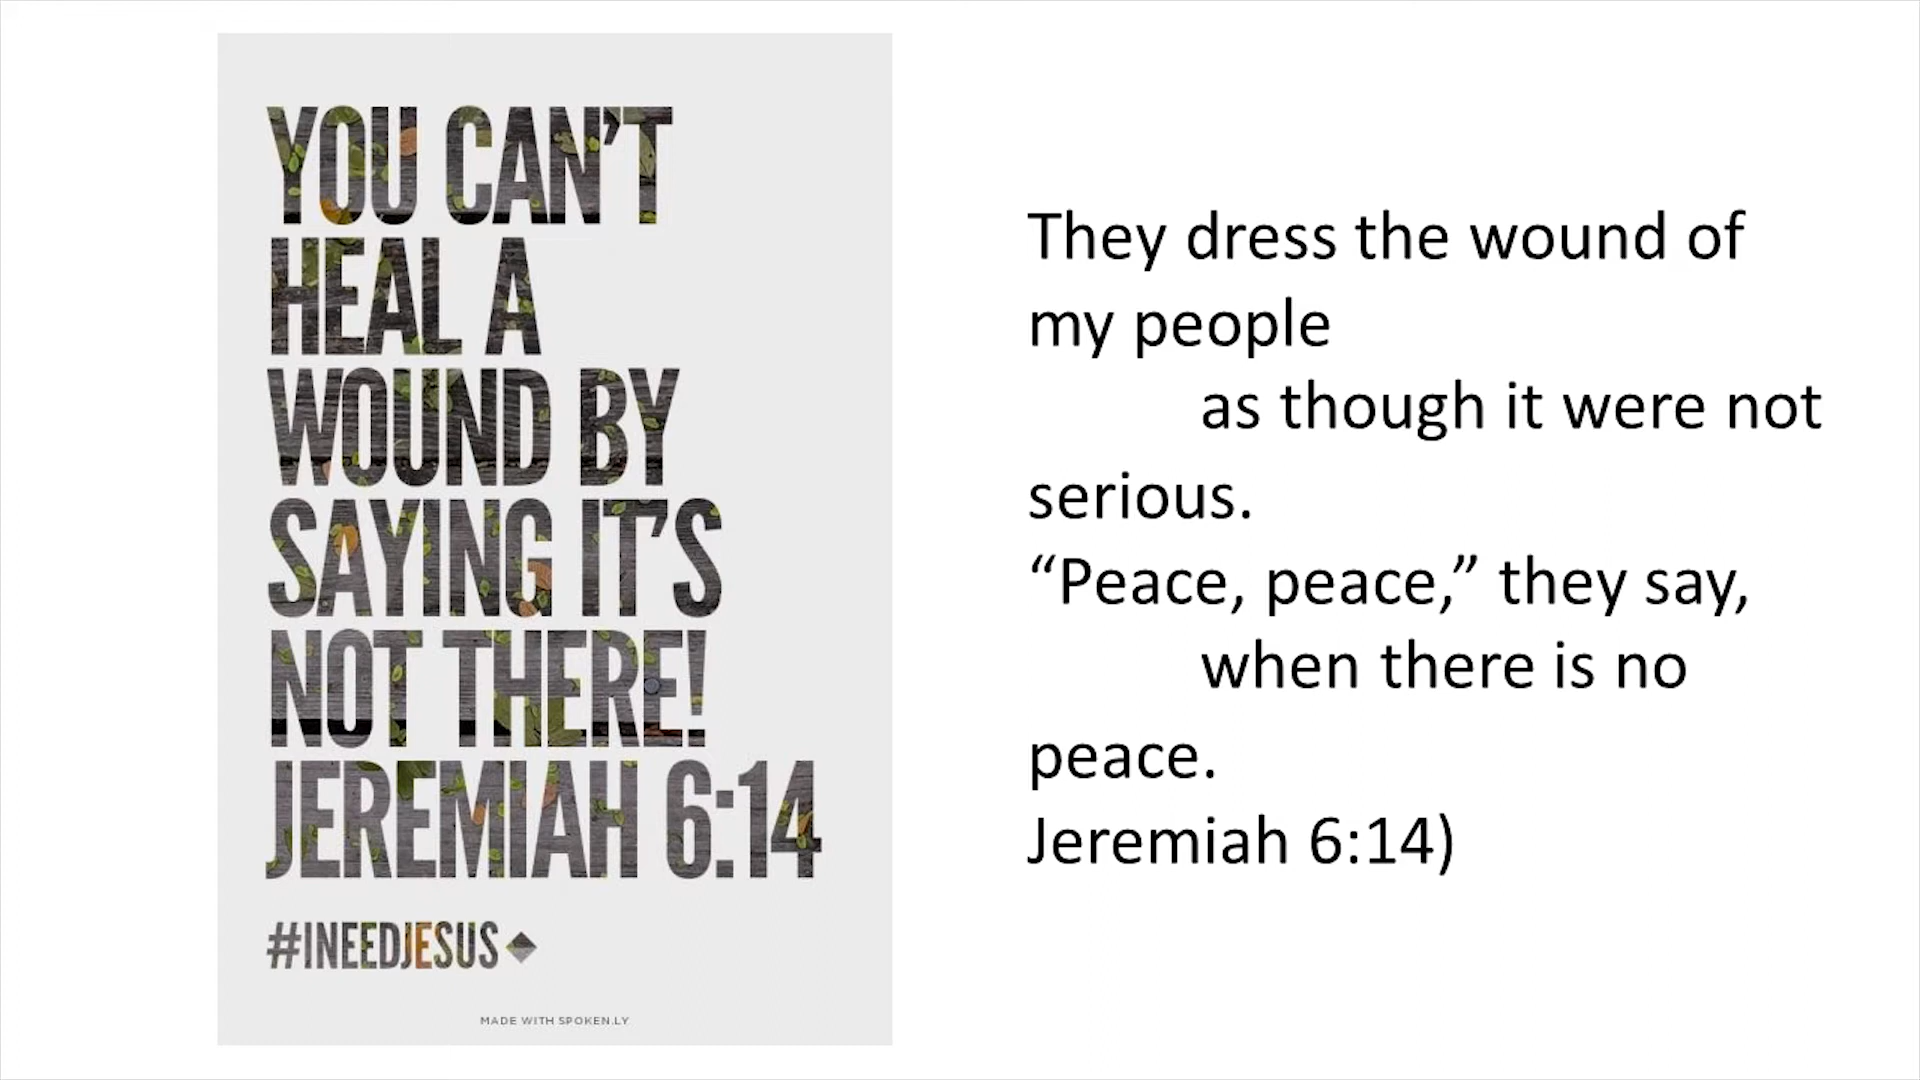 YOU CAN'T
HEAL A
WOUND BY
SAYING IT'S
NOT THERE!
JEREMIAH 6:14
#INEEDJESUS
MADE WITH SPOKEN.LY
They dress the wound of
my people
as though it were not
serious.
“Peace, peace,” they say,
when there is no
peace.
Jeremiah 6:14)